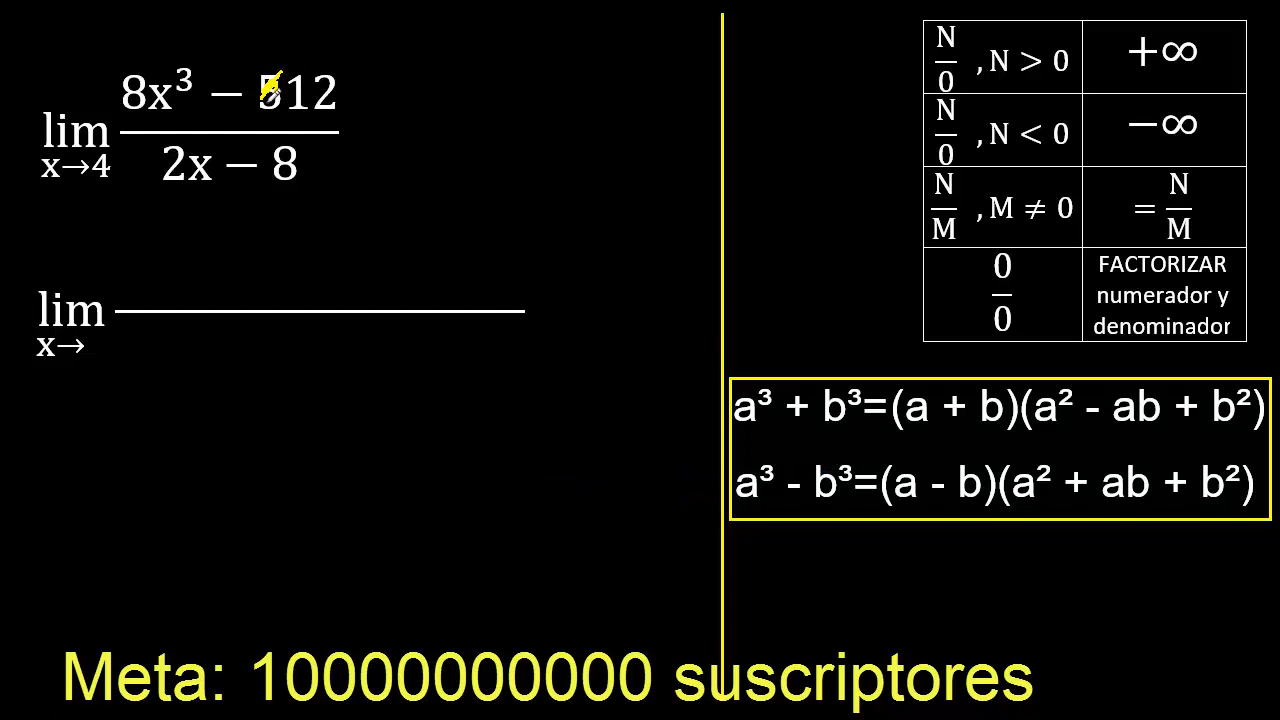 lim x→4 (8x³ − 512)/(2x − 8)
lim x→
N/0 , N > 0 +∞
N/0 , N < 0 −∞
N/M , M ≠ 0 = N/M
0/0 FACTORIZAR
numerador y
denominador
a³ + b³=(a + b)(a² - ab + b²)
a³ - b³=(a - b)(a² + ab + b²)
Meta: 10000000000 suscriptores